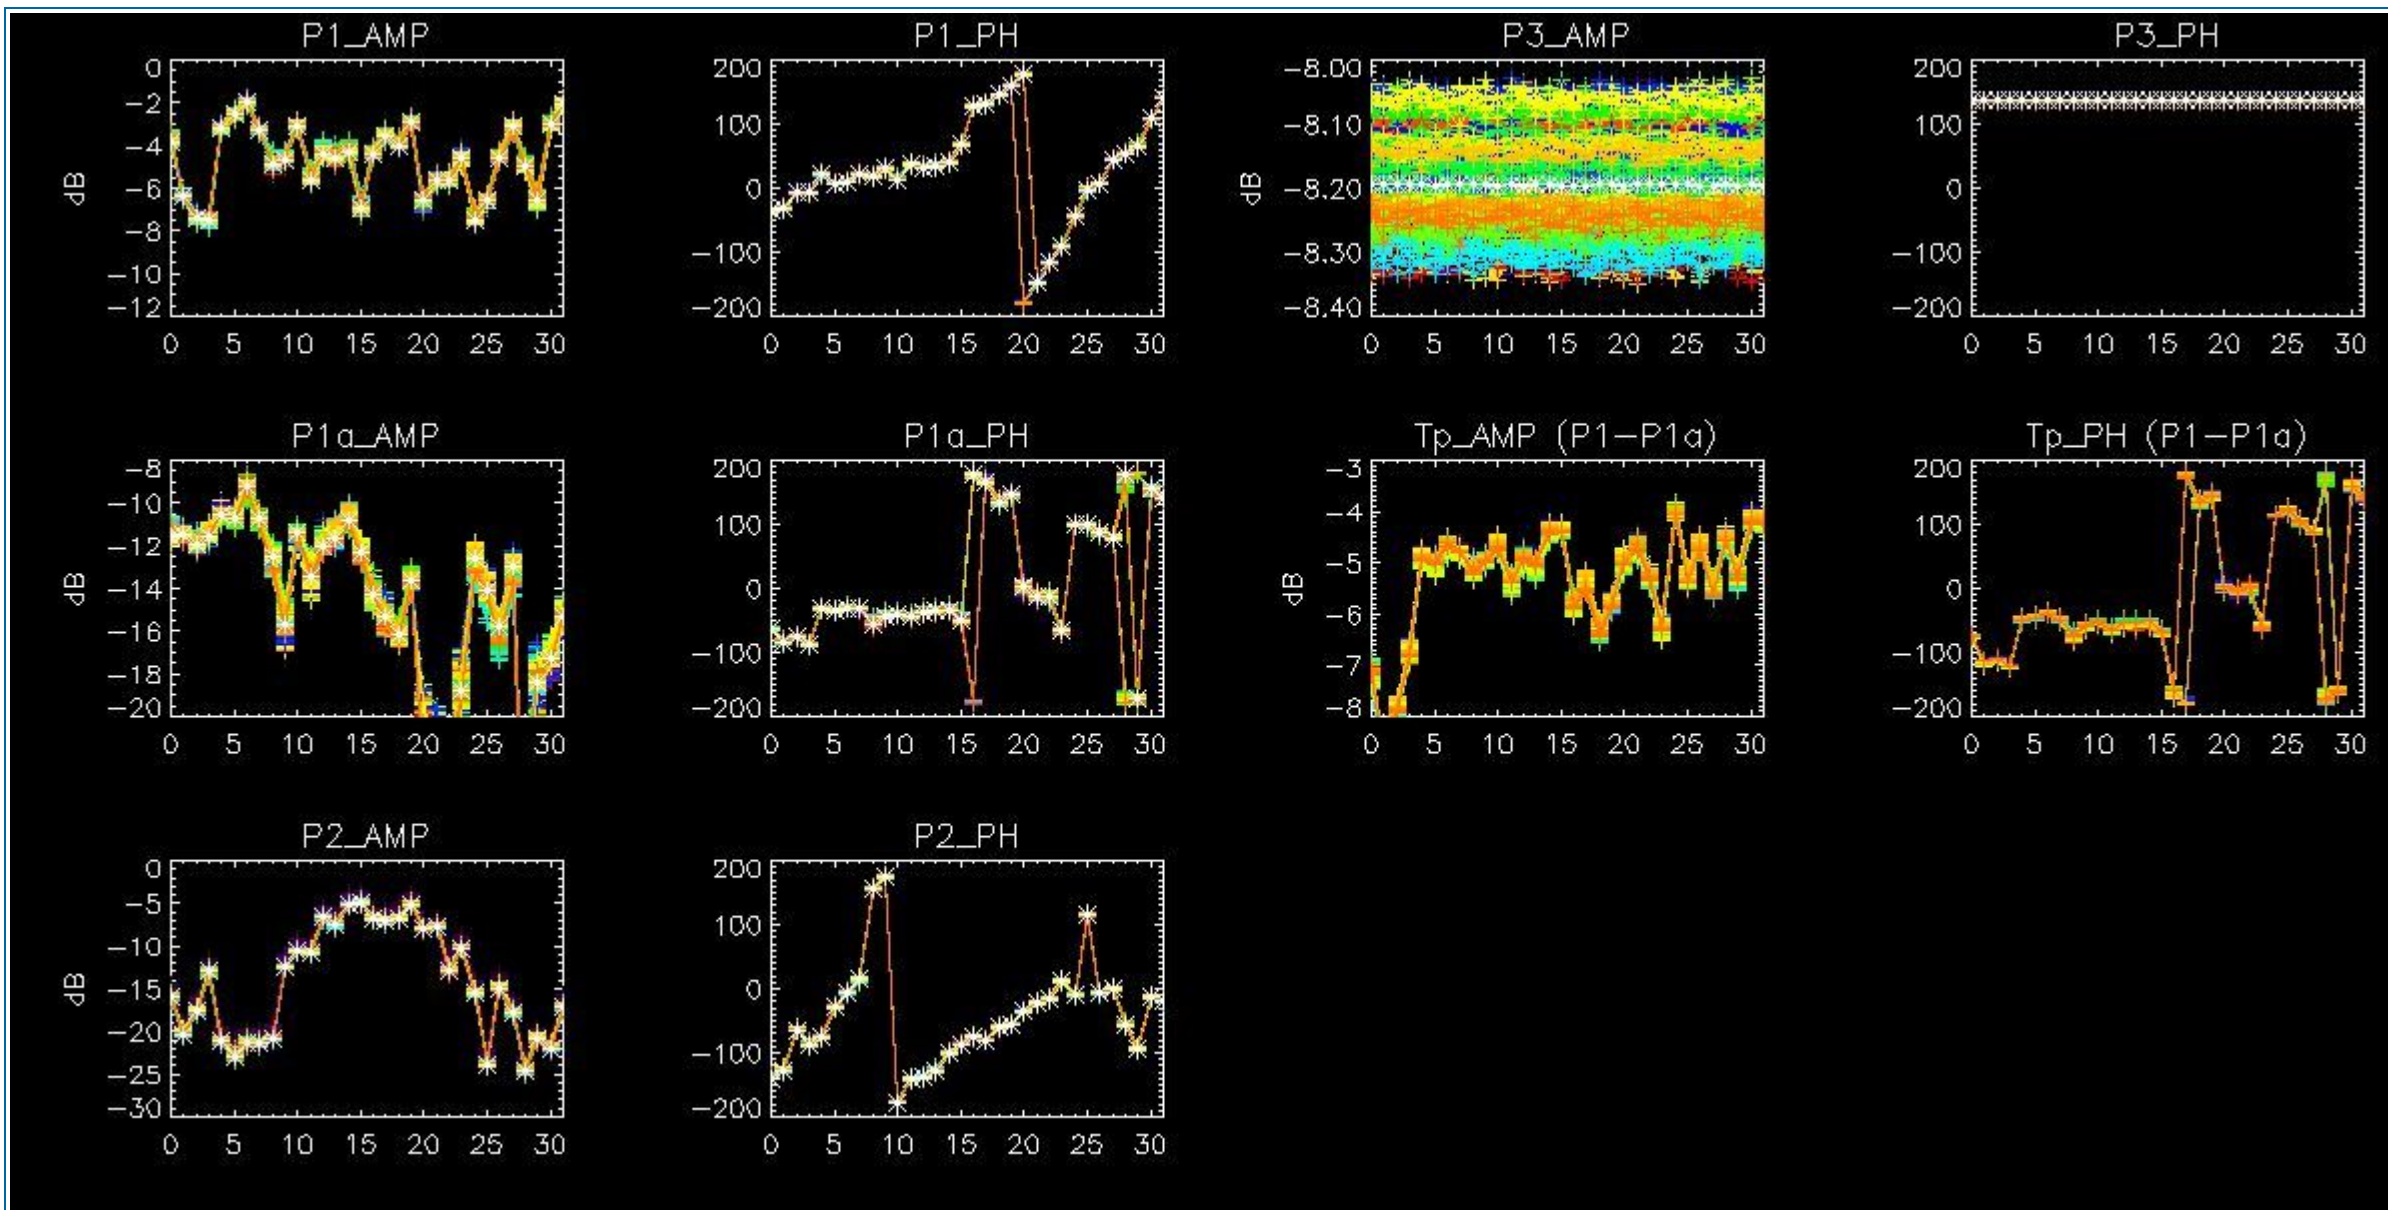 P1_AMP
0
−2
−4
−6
−8
−10
−12
dB
0 5 10 15 20 25 30
P1_PH
200
100
0
−100
−200
0 5 10 15 20 25 30
P3_AMP
−8.00
−8.10
−8.20
−8.30
−8.40
dB
0 5 10 15 20 25 30
P3_PH
200
100
0
−100
−200
0 5 10 15 20 25 30
P1a_AMP
−8
−10
−12
−14
−16
−18
−20
dB
0 5 10 15 20 25 30
P1a_PH
200
100
0
−100
−200
0 5 10 15 20 25 30
Tp_AMP (P1−P1a)
−3
−4
−5
−6
−7
−8
dB
0 5 10 15 20 25 30
Tp_PH (P1−P1a)
200
100
0
−100
−200
0 5 10 15 20 25 30
P2_AMP
0
−5
−10
−15
−20
−25
−30
dB
0 5 10 15 20 25 30
P2_PH
200
100
0
−100
−200
0 5 10 15 20 25 30